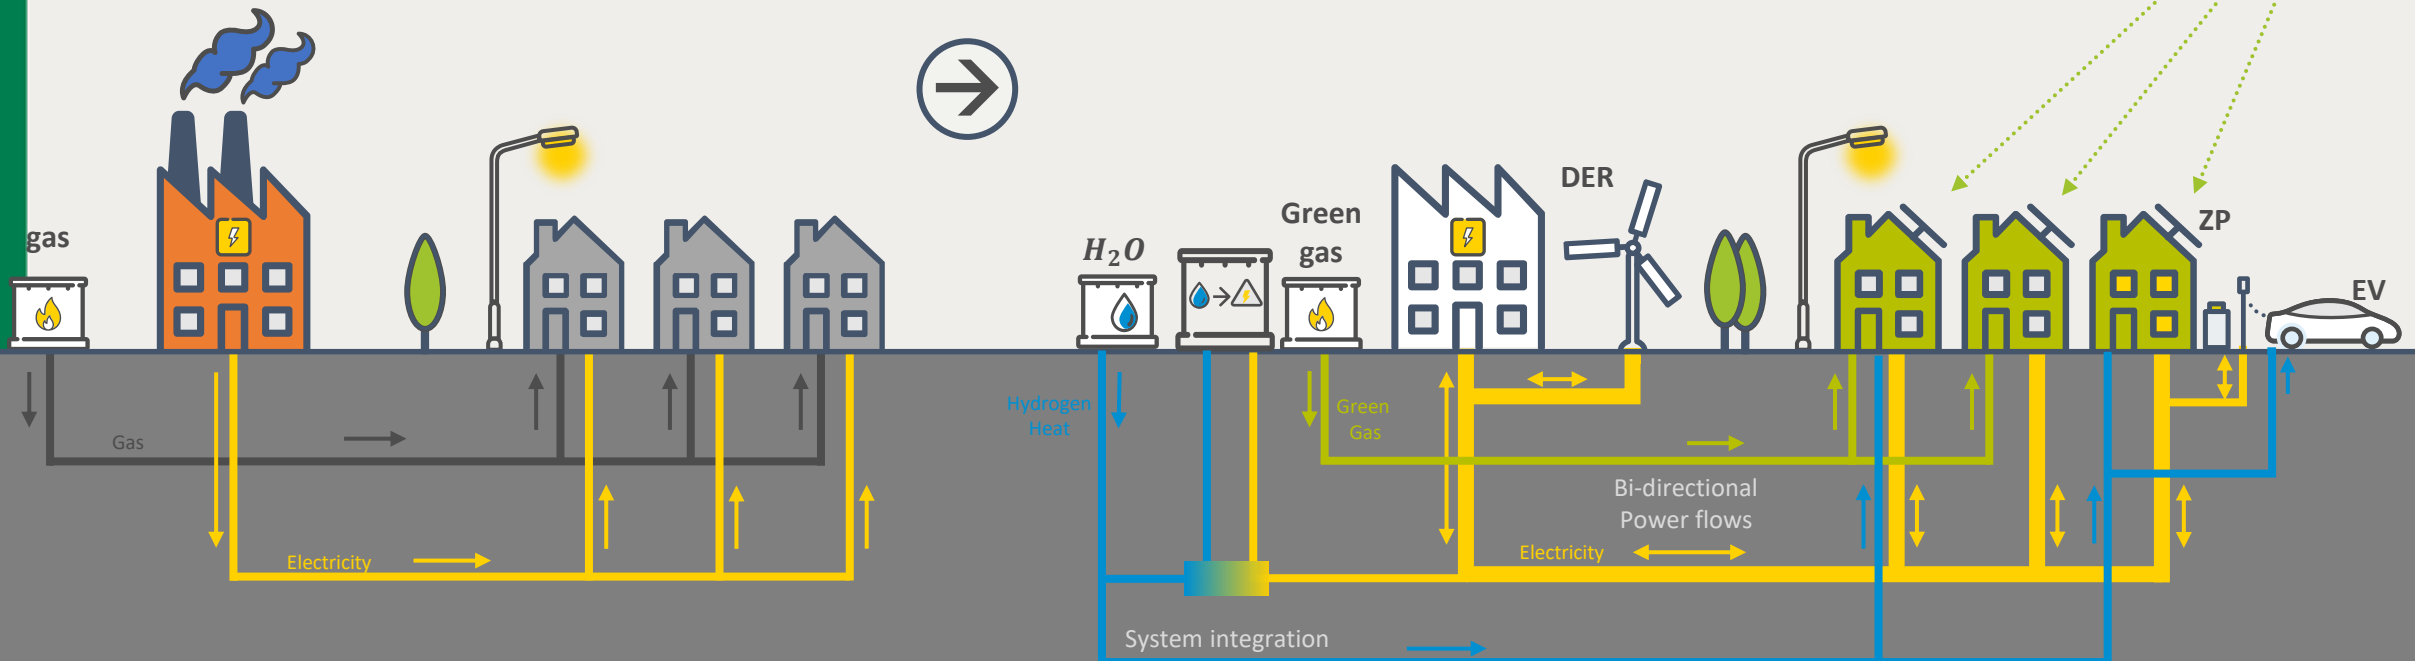 gas
Gas
Electricity
H₂O
Green
gas
DER
ZP
EV
Hydrogen
Heat
Green
Gas
Bi-directional
Power flows
Electricity
System integration